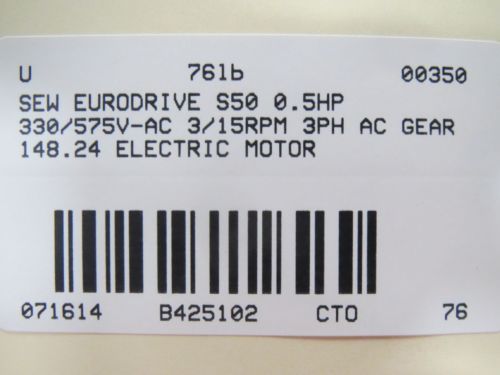 U 761b 00350
SEW EURODRIVE S50 0.5HP
330/575V-AC 3/15RPM 3PH AC GEAR
148.24 ELECTRIC MOTOR
071614 B425102 CTO 76